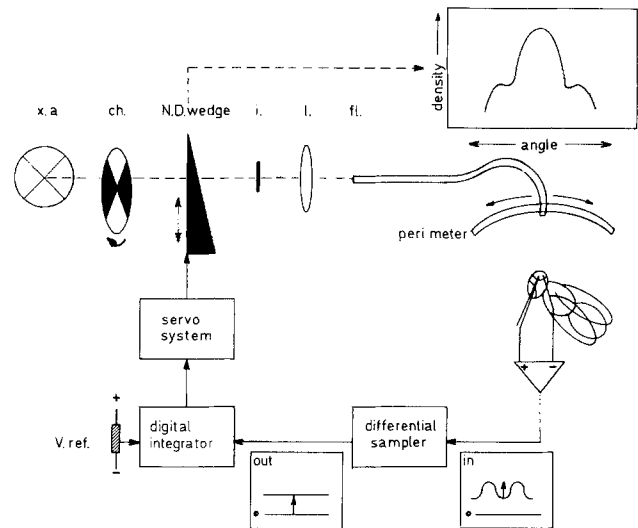 density
angle
x.a
ch.
N.D.wedge
i.
l.
fl.
peri meter
servo
system
+ −
+
V. ref.
−
digital
integrator
differential
sampler
out
in